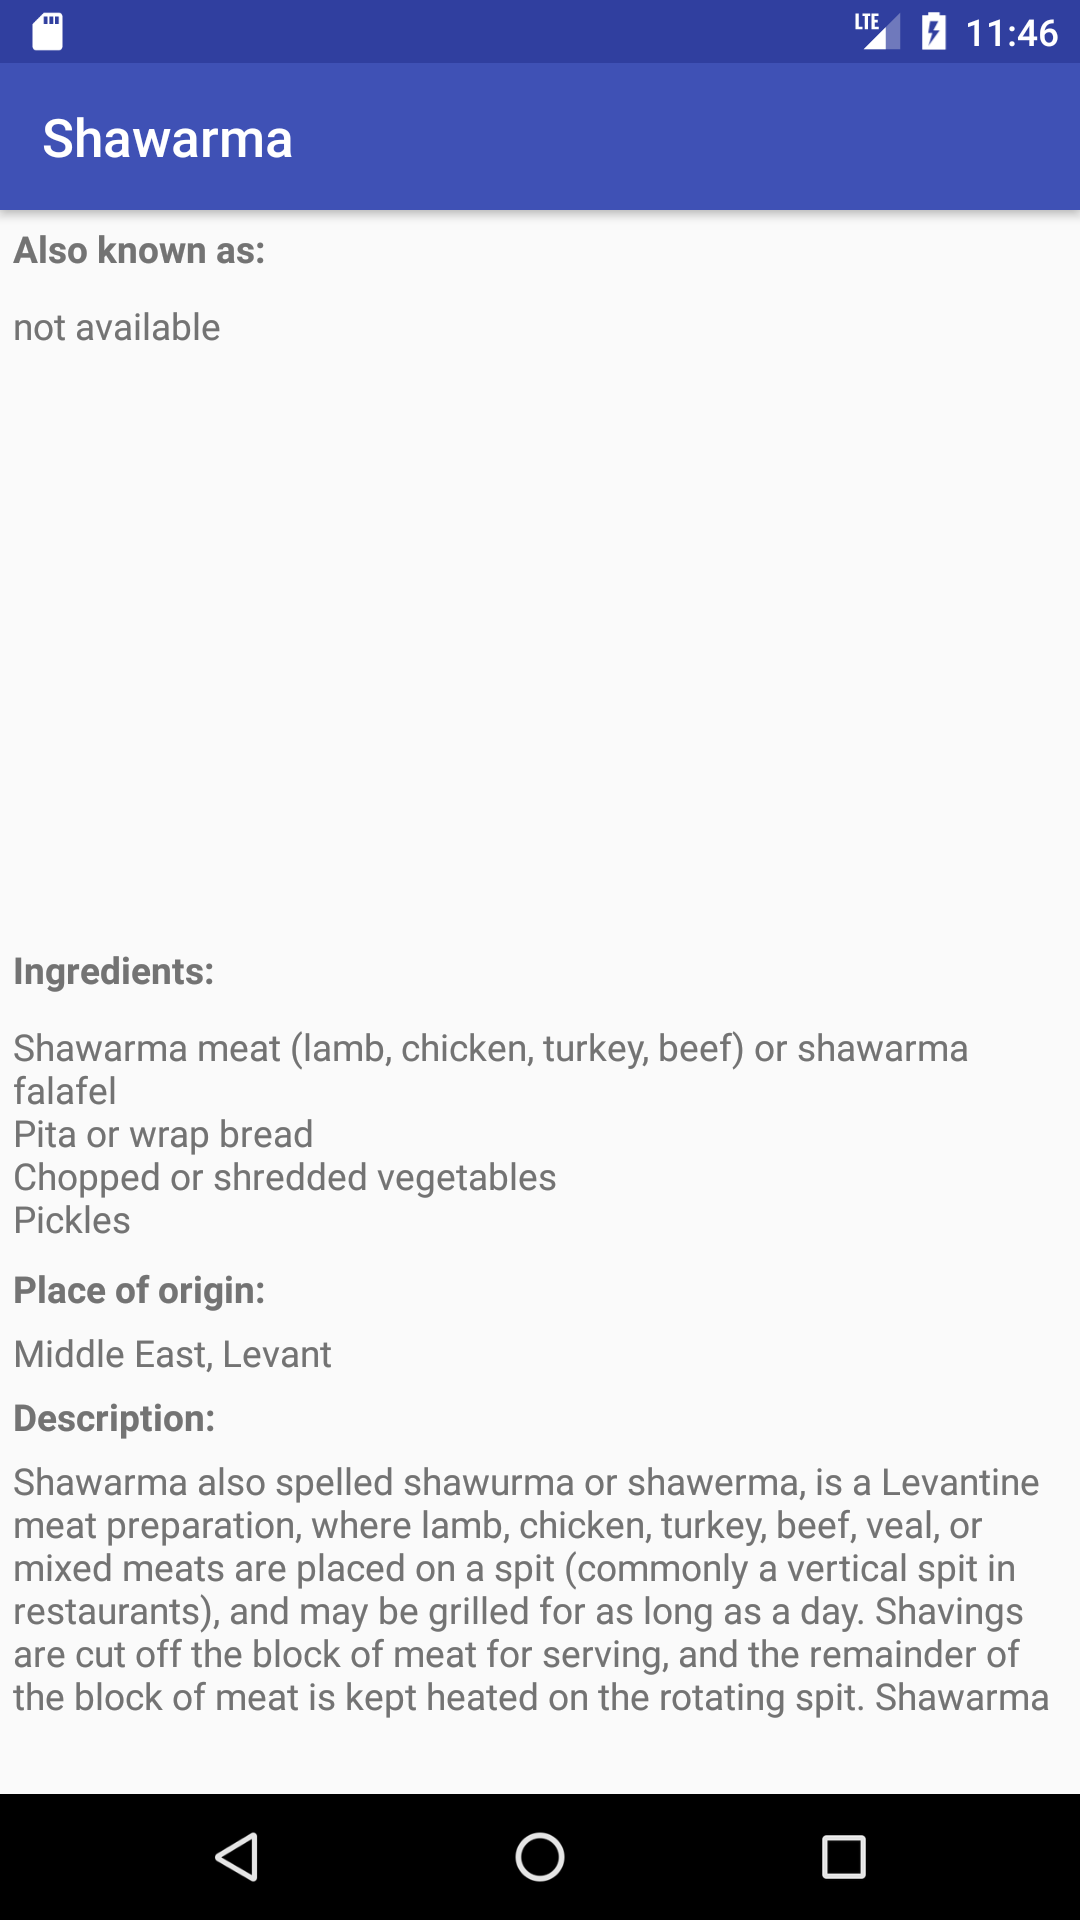 LTE 11:46
Shawarma
Also known as:
not available
Ingredients:
Shawarma meat (lamb, chicken, turkey, beef) or shawarma
falafel
Pita or wrap bread
Chopped or shredded vegetables
Pickles
Place of origin:
Middle East, Levant
Description:
Shawarma also spelled shawurma or shawerma, is a Levantine
meat preparation, where lamb, chicken, turkey, beef, veal, or
mixed meats are placed on a spit (commonly a vertical spit in
restaurants), and may be grilled for as long as a day. Shavings
are cut off the block of meat for serving, and the remainder of
the block of meat is kept heated on the rotating spit. Shawarma